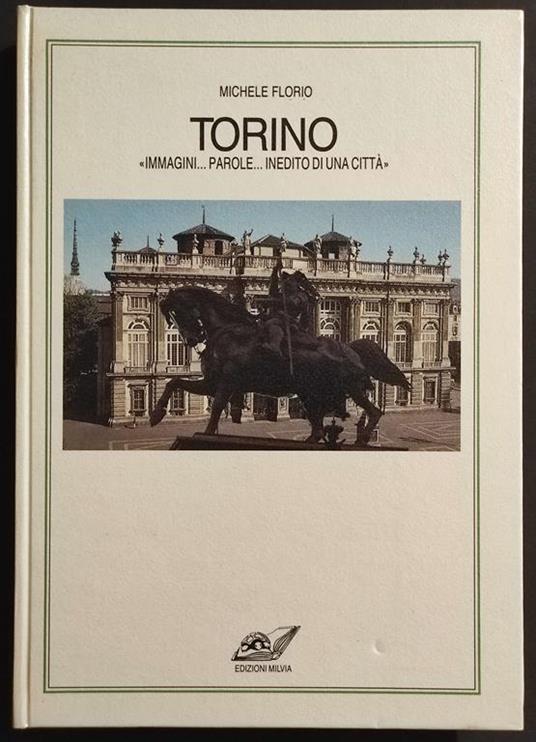 MICHELE FLORIO
TORINO
«IMMAGINI... PAROLE... INEDITO DI UNA CITTÀ»
EDIZIONI MILVIA